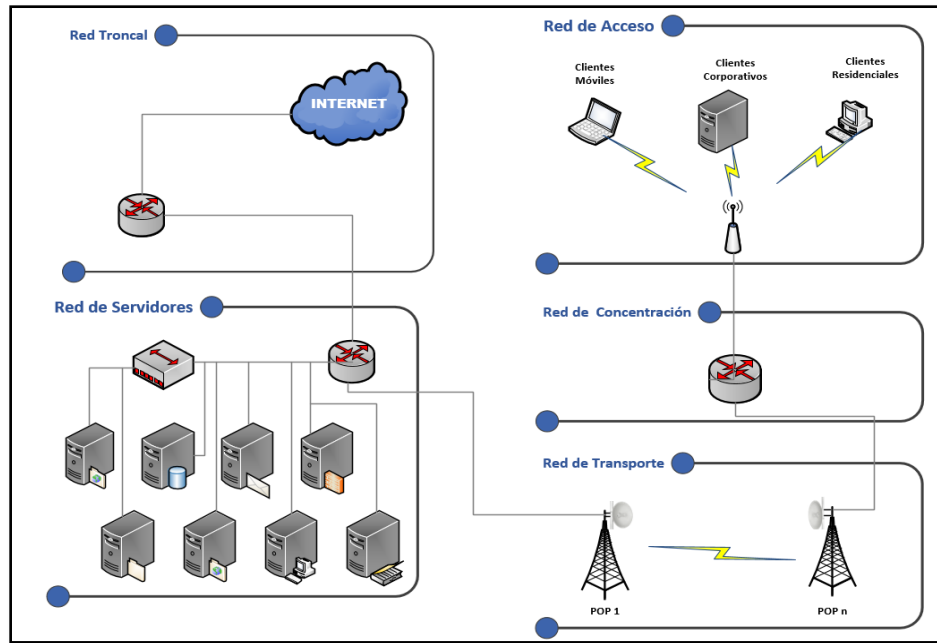 Red Troncal
INTERNET
Red de Servidores
Red de Acceso
Clientes
Móviles
Clientes
Corporativos
Clientes
Residenciales
Red de Concentración
Red de Transporte
POP 1
POP n